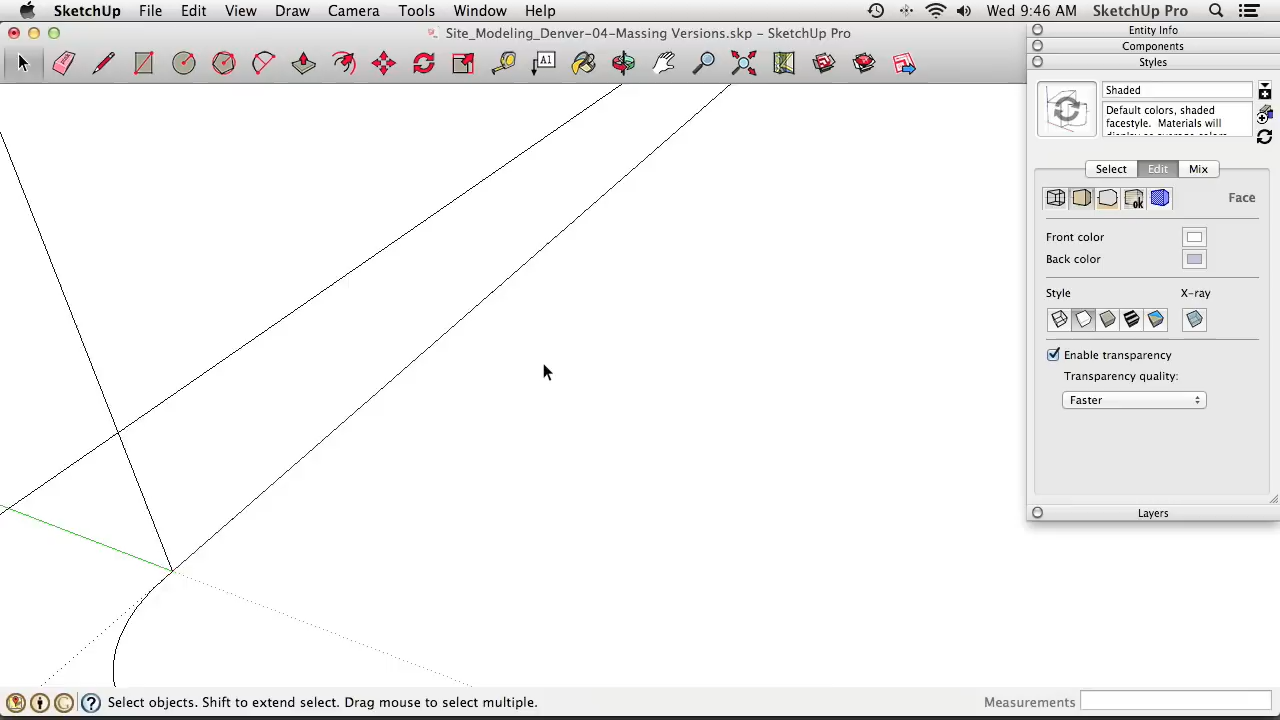 SketchUp File Edit View Draw Camera Tools Window Help Wed 9:46 AM SketchUp Pro
Site_Modeling_Denver-04-Massing Versions.skp - SketchUp Pro
A1
Entity Info
Components
Styles
Shaded
Default colors, shaded
facestyle. Materials will
Select Edit Mix
ok
Face
Front color
Back color
Style X-ray
Enable transparency
Transparency quality:
Faster
Layers
Select objects. Shift to extend select. Drag mouse to select multiple.
Measurements